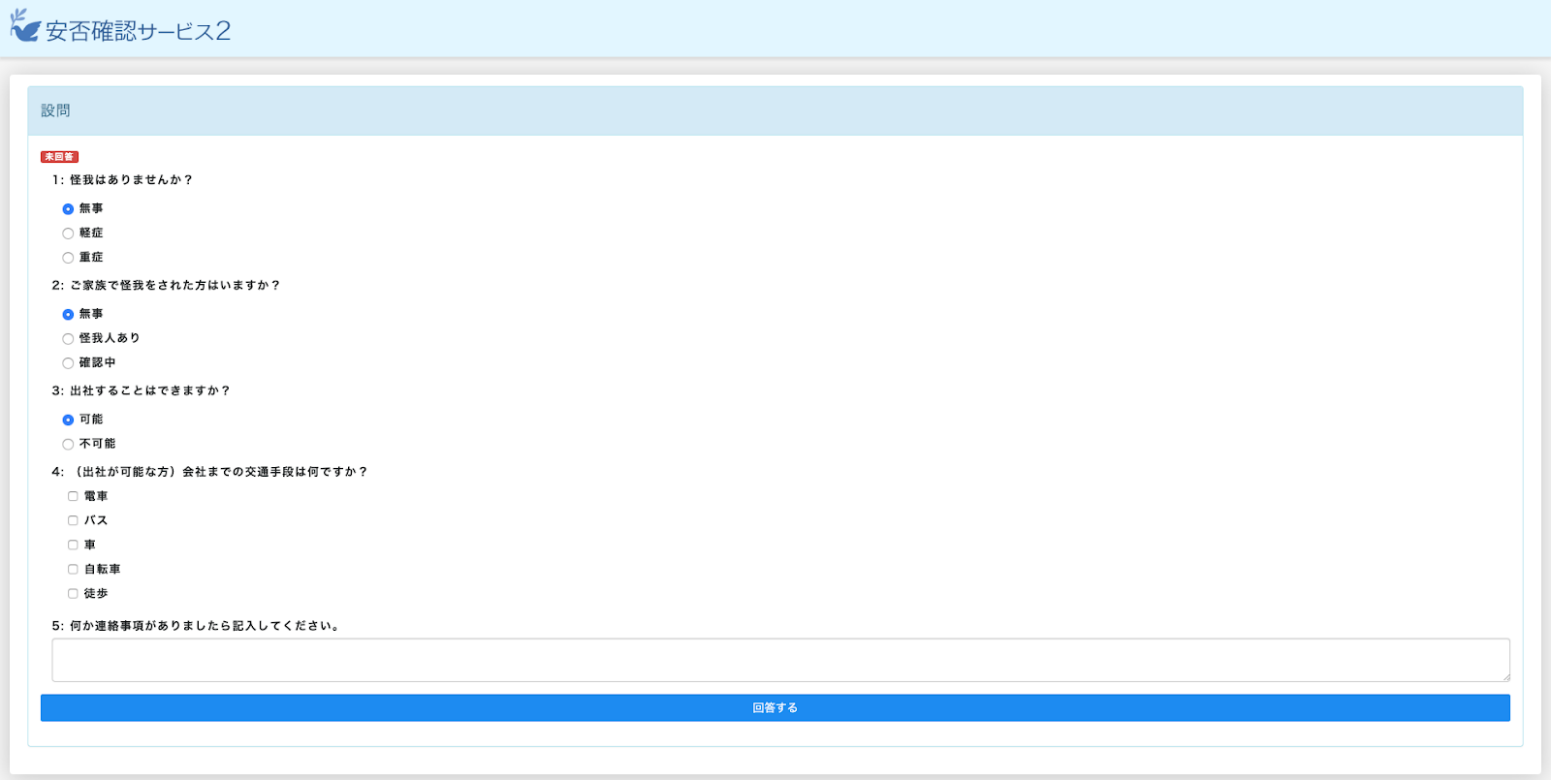 安否確認サービス2
設問
未回答
1: 怪我はありませんか？
無事
軽症
重症
2: ご家族で怪我をされた方はいますか？
無事
怪我人あり
確認中
3: 出社することはできますか？
可能
不可能
4: （出社が可能な方）会社までの交通手段は何ですか？
電車
バス
車
自転車
徒歩
5: 何か連絡事項がありましたら記入してください。
回答する